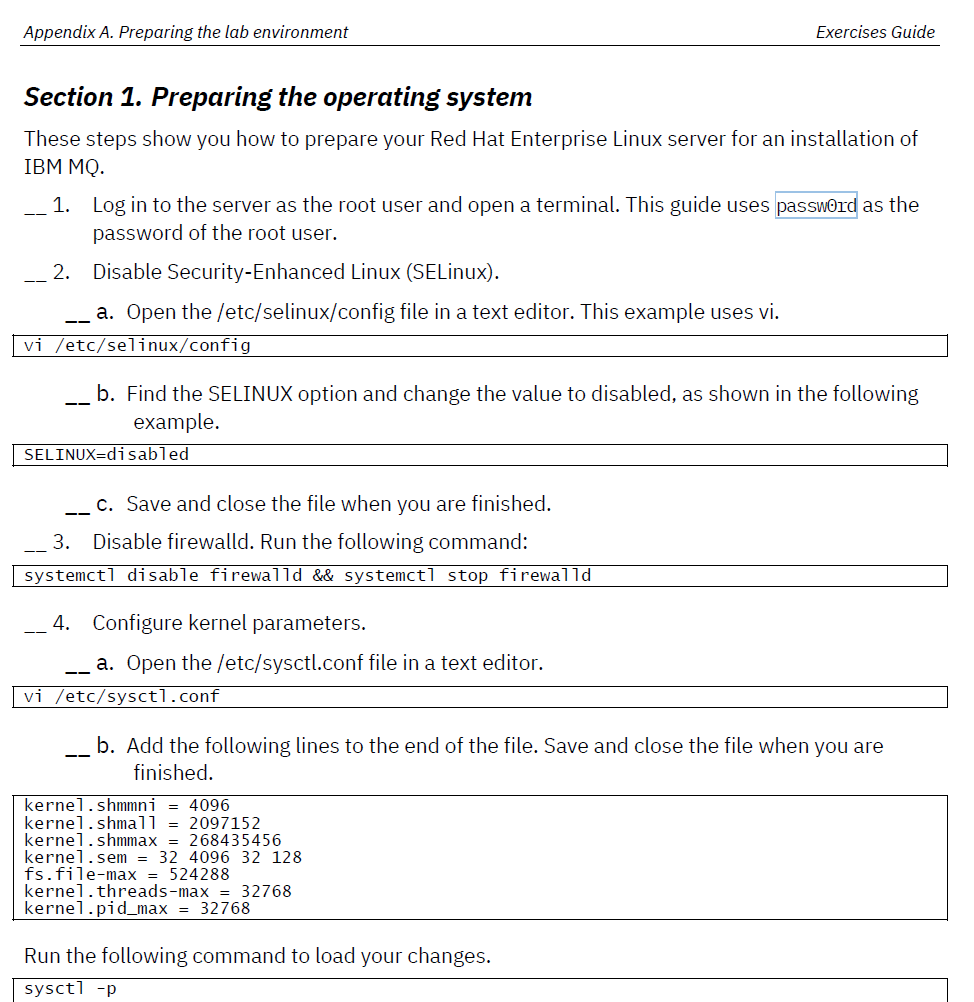 Appendix A. Preparing the lab environment Exercises Guide
Section 1. Preparing the operating system
These steps show you how to prepare your Red Hat Enterprise Linux server for an installation of
IBM MQ.
__ 1. Log in to the server as the root user and open a terminal. This guide uses passw0rd as the
password of the root user.
__ 2. Disable Security-Enhanced Linux (SELinux).
__ a. Open the /etc/selinux/config file in a text editor. This example uses vi.
vi /etc/selinux/config
__ b. Find the SELINUX option and change the value to disabled, as shown in the following
example.
SELINUX=disabled
__ c. Save and close the file when you are finished.
__ 3. Disable firewalld. Run the following command:
systemctl disable firewalld && systemctl stop firewalld
__ 4. Configure kernel parameters.
__ a. Open the /etc/sysctl.conf file in a text editor.
vi /etc/sysctl.conf
__ b. Add the following lines to the end of the file. Save and close the file when you are
finished.
kernel.shmmni = 4096
kernel.shmall = 2097152
kernel.shmmax = 268435456
kernel.sem = 32 4096 32 128
fs.file-max = 524288
kernel.threads-max = 32768
kernel.pid_max = 32768
Run the following command to load your changes.
sysctl -p